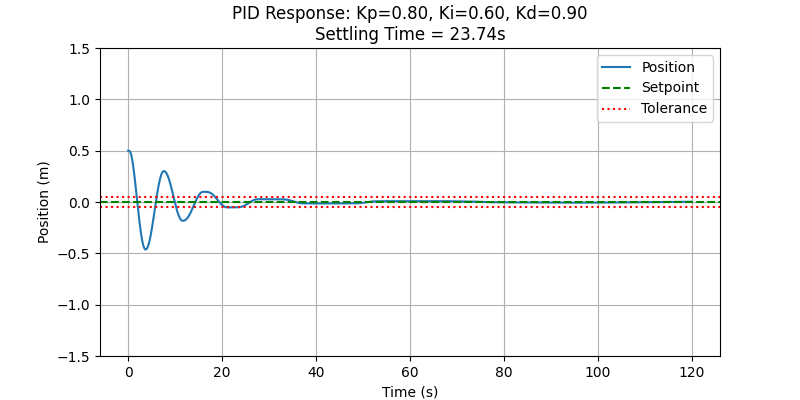 PID Response: Kp=0.80, Ki=0.60, Kd=0.90
Settling Time = 23.74s
Position (m)
1.5
1.0
0.5
0.0
−0.5
−1.0
−1.5
Position
Setpoint
Tolerance
0 20 40 60 80 100 120
Time (s)